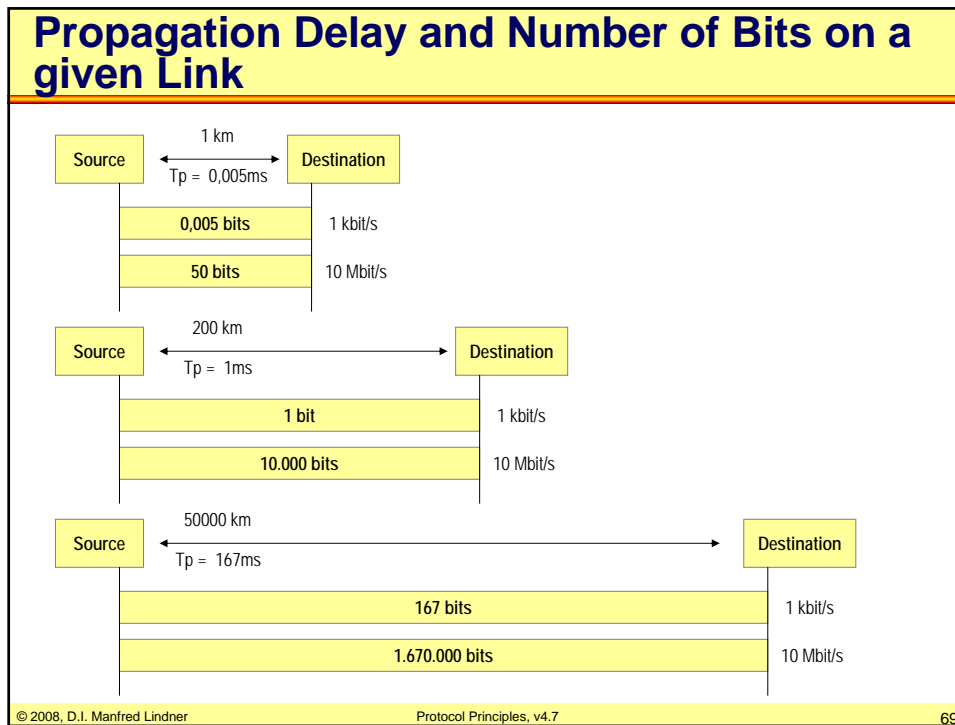 Propagation Delay and Number of Bits on a
given Link
1 km
Source
Destination
Tp = 0,005ms
0,005 bits
1 kbit/s
50 bits
10 Mbit/s
200 km
Source
Destination
Tp = 1ms
1 bit
1 kbit/s
10.000 bits
10 Mbit/s
50000 km
Source
Destination
Tp = 167ms
167 bits
1 kbit/s
1.670.000 bits
10 Mbit/s
© 2008, D.I. Manfred Lindner
Protocol Principles, v4.7
69